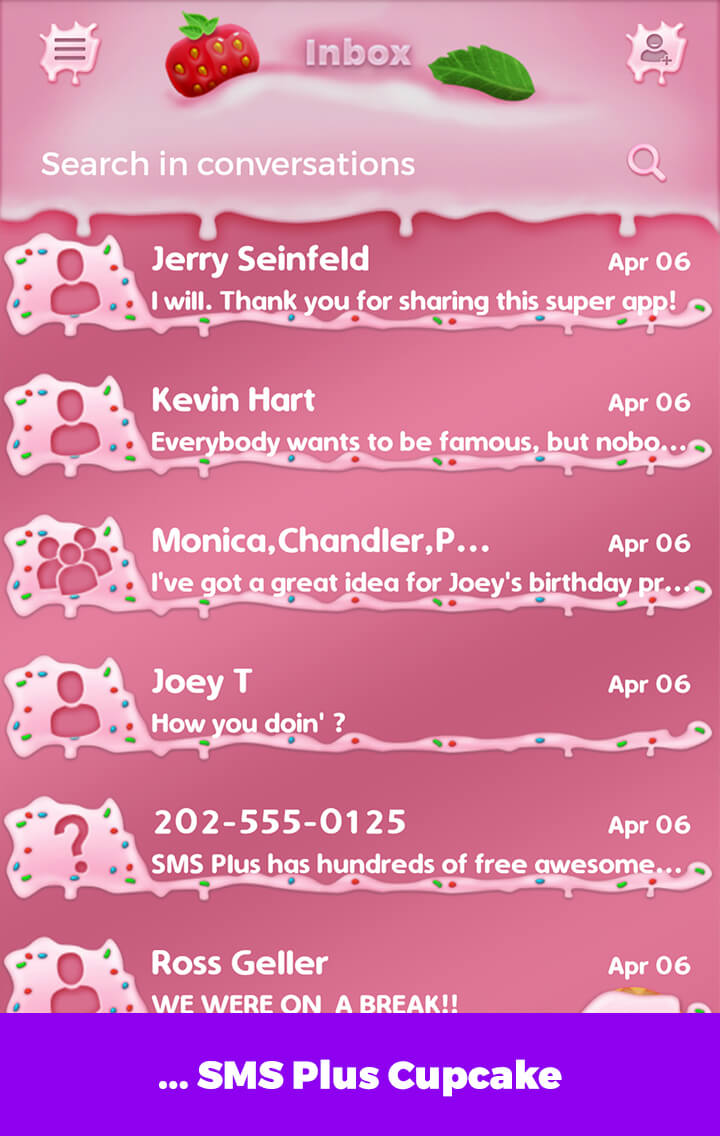 Inbox
Search in conversations
Jerry Seinfeld Apr 06
I will. Thank you for sharing this super app!
Kevin Hart Apr 06
Everybody wants to be famous, but nobo...
Monica,Chandler,P... Apr 06
I've got a great idea for Joey's birthday pr...
Joey T Apr 06
How you doin' ?
202-555-0125 Apr 06
SMS Plus has hundreds of free awesome...
Ross Geller Apr 06
WE WERE ON A BREAK!!
... SMS Plus Cupcake